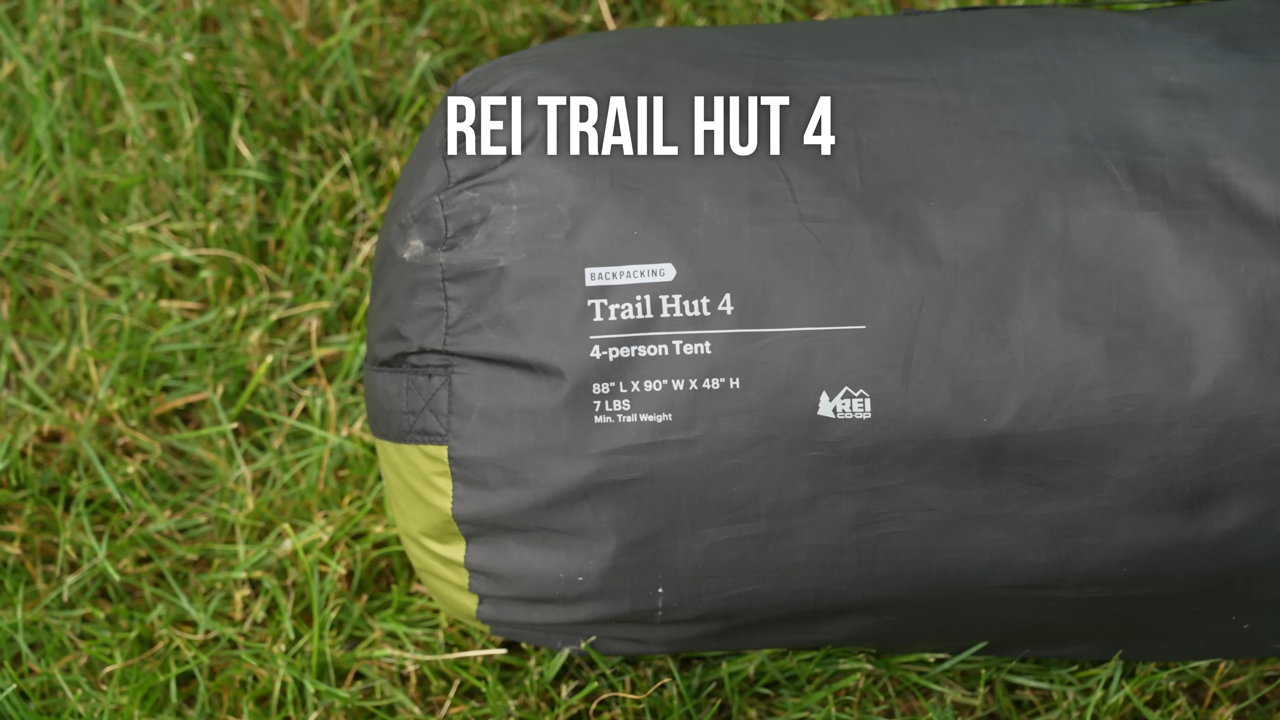 REI TRAIL HUT 4
BACKPACKING
Trail Hut 4
4-person Tent
88" L X 90" W X 48" H
7 LBS
Min. Trail Weight
REI
co·op